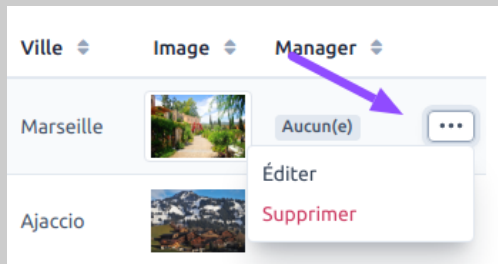 Ville Image Manager
Marseille Aucun(e) ...
Éditer
Supprimer
Ajaccio